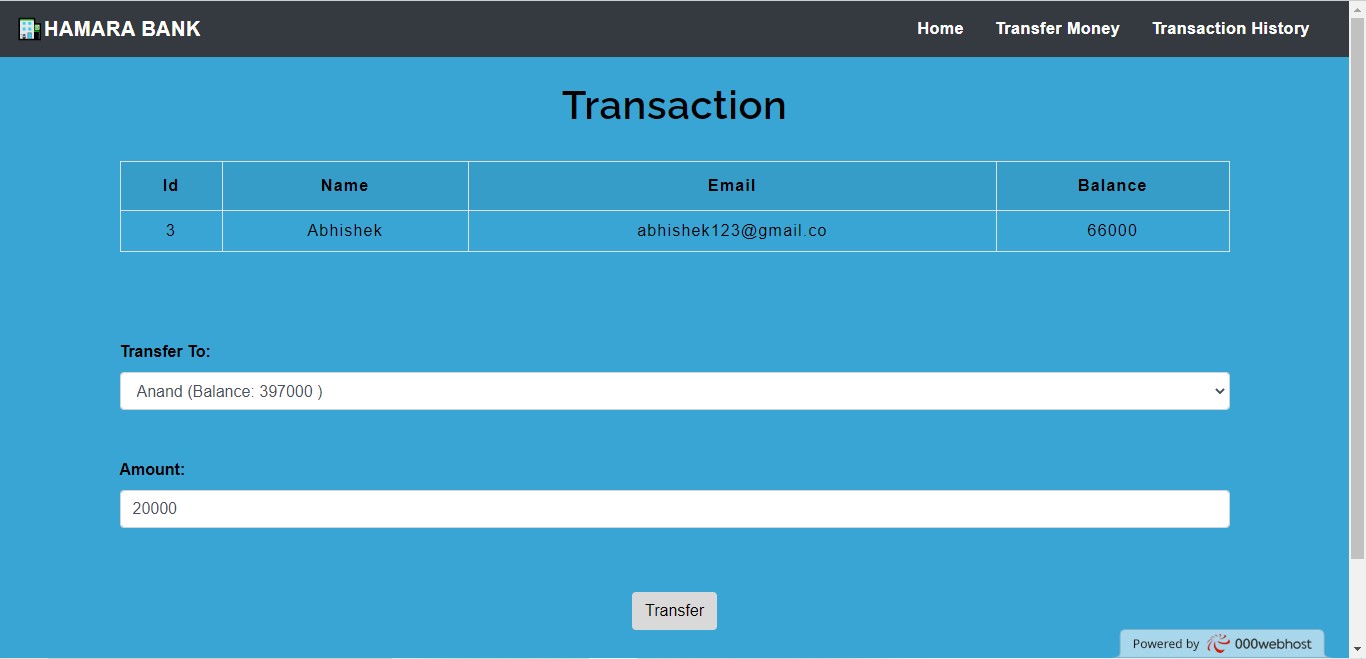 HAMARA BANK Home Transfer Money Transaction History
Transaction
Id Name Email Balance
3 Abhishek abhishek123@gmail.co 66000
Transfer To:
Anand (Balance: 397000 )
Amount:
20000
Transfer
Powered by 000webhost